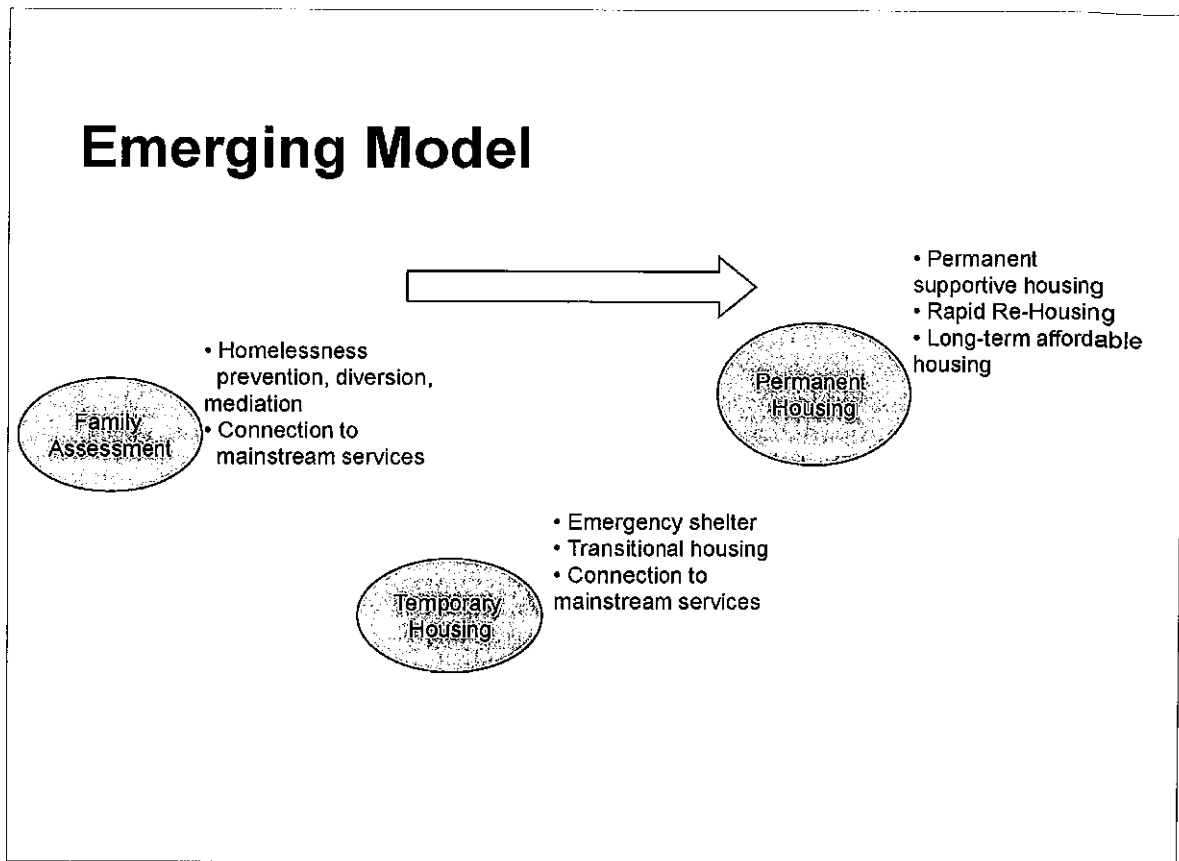 Emerging Model
• Permanent
supportive housing
• Rapid Re-Housing
• Long-term affordable
housing
• Homelessness
prevention, diversion,
mediation
• Connection to
mainstream services
Family
Assessment
Permanent
Housing
• Emergency shelter
• Transitional housing
• Connection to
mainstream services
Temporary
Housing